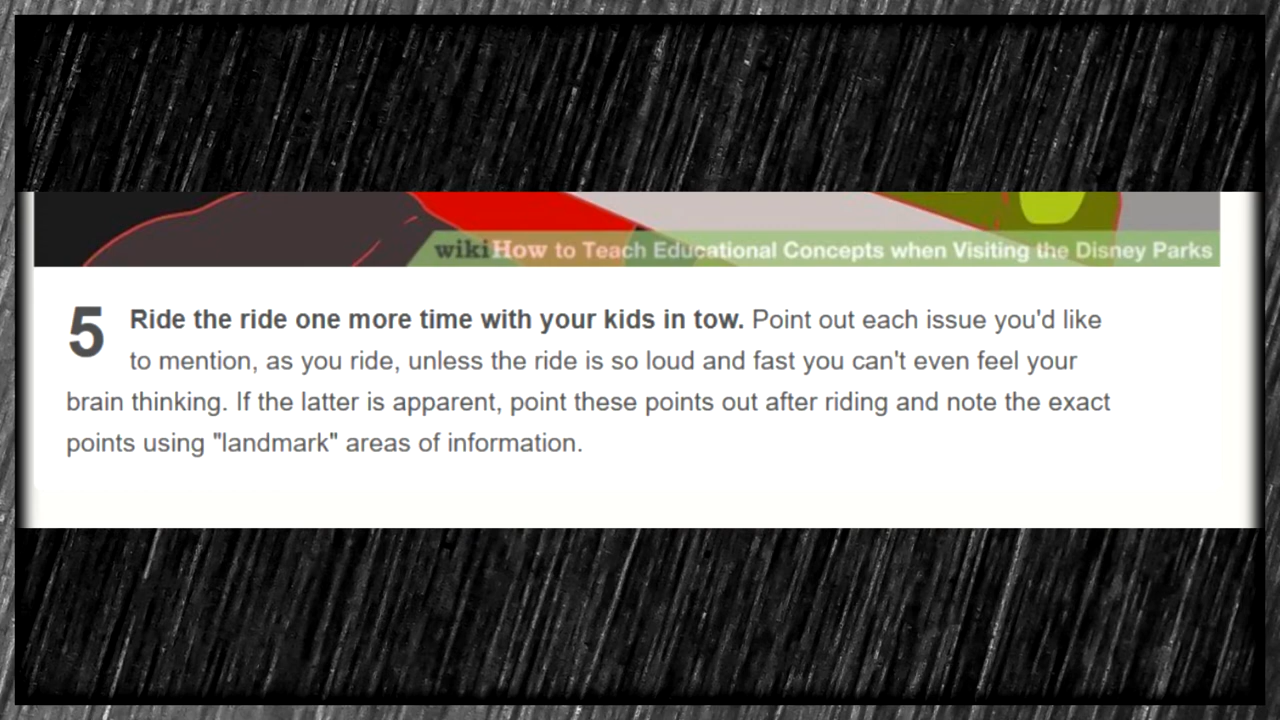 wikiHow to Teach Educational Concepts when Visiting the Disney Parks
5 Ride the ride one more time with your kids in tow. Point out each issue you'd like
to mention, as you ride, unless the ride is so loud and fast you can't even feel your
brain thinking. If the latter is apparent, point these points out after riding and note the exact
points using "landmark" areas of information.